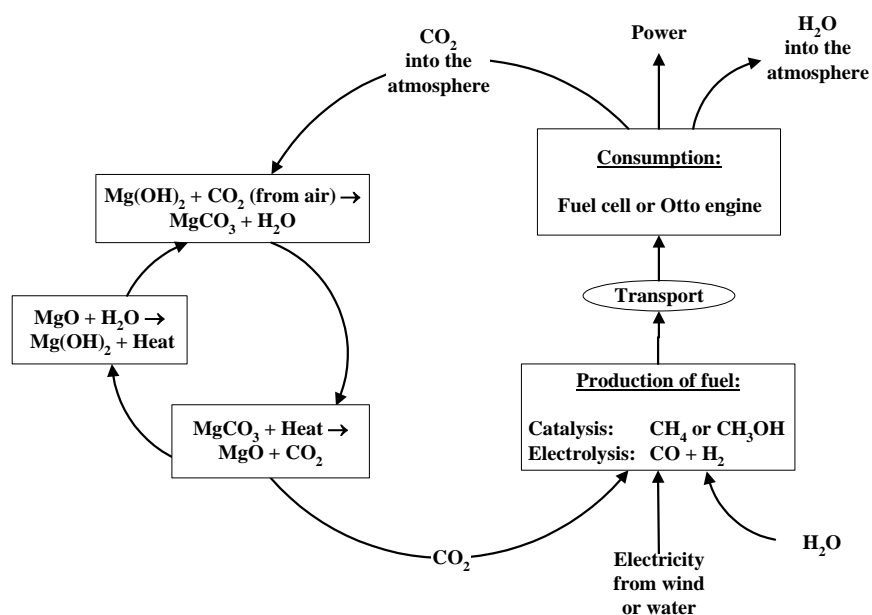 CO₂
into the
atmosphere
Power
H₂O
into the
atmosphere
Consumption:
Fuel cell or Otto engine
Mg(OH)₂ + CO₂ (from air) →
MgCO₃ + H₂O
Transport
MgO + H₂O →
Mg(OH)₂ + Heat
Production of fuel:
Catalysis: CH₄ or CH₃OH
Electrolysis: CO + H₂
MgCO₃ + Heat →
MgO + CO₂
CO₂
Electricity
from wind
or water
H₂O